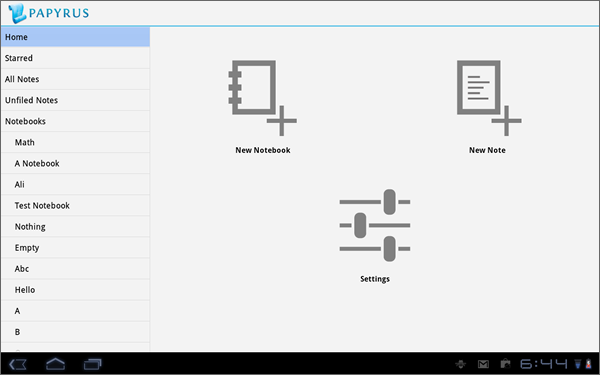 PAPYRUS
Home
Starred
All Notes
Unfiled Notes
Notebooks
Math
A Notebook
Ali
Test Notebook
Nothing
Empty
Abc
Hello
A
B
New Notebook
New Note
Settings
6:44